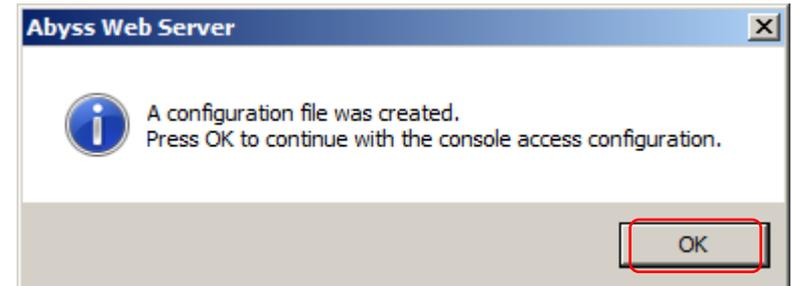 Abyss Web Server
A configuration file was created.
Press OK to continue with the console access configuration.
OK